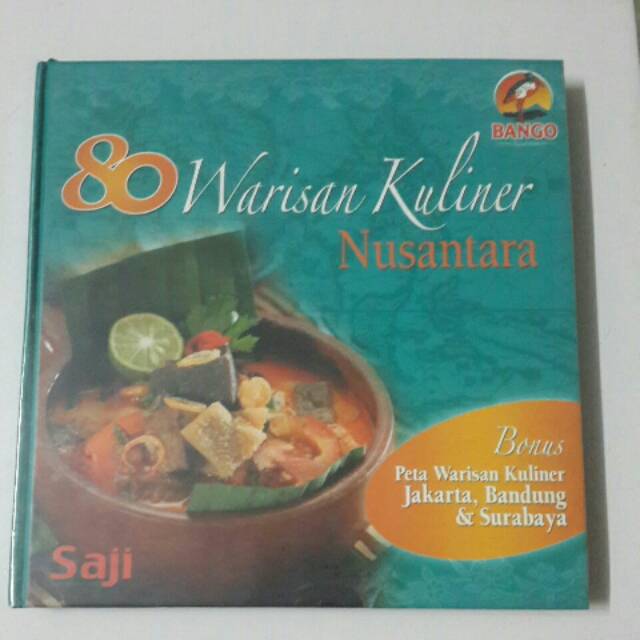 BANGO
80 Warisan Kuliner
Nusantara
Bonus
Peta Warisan Kuliner
Jakarta, Bandung
& Surabaya
Saji